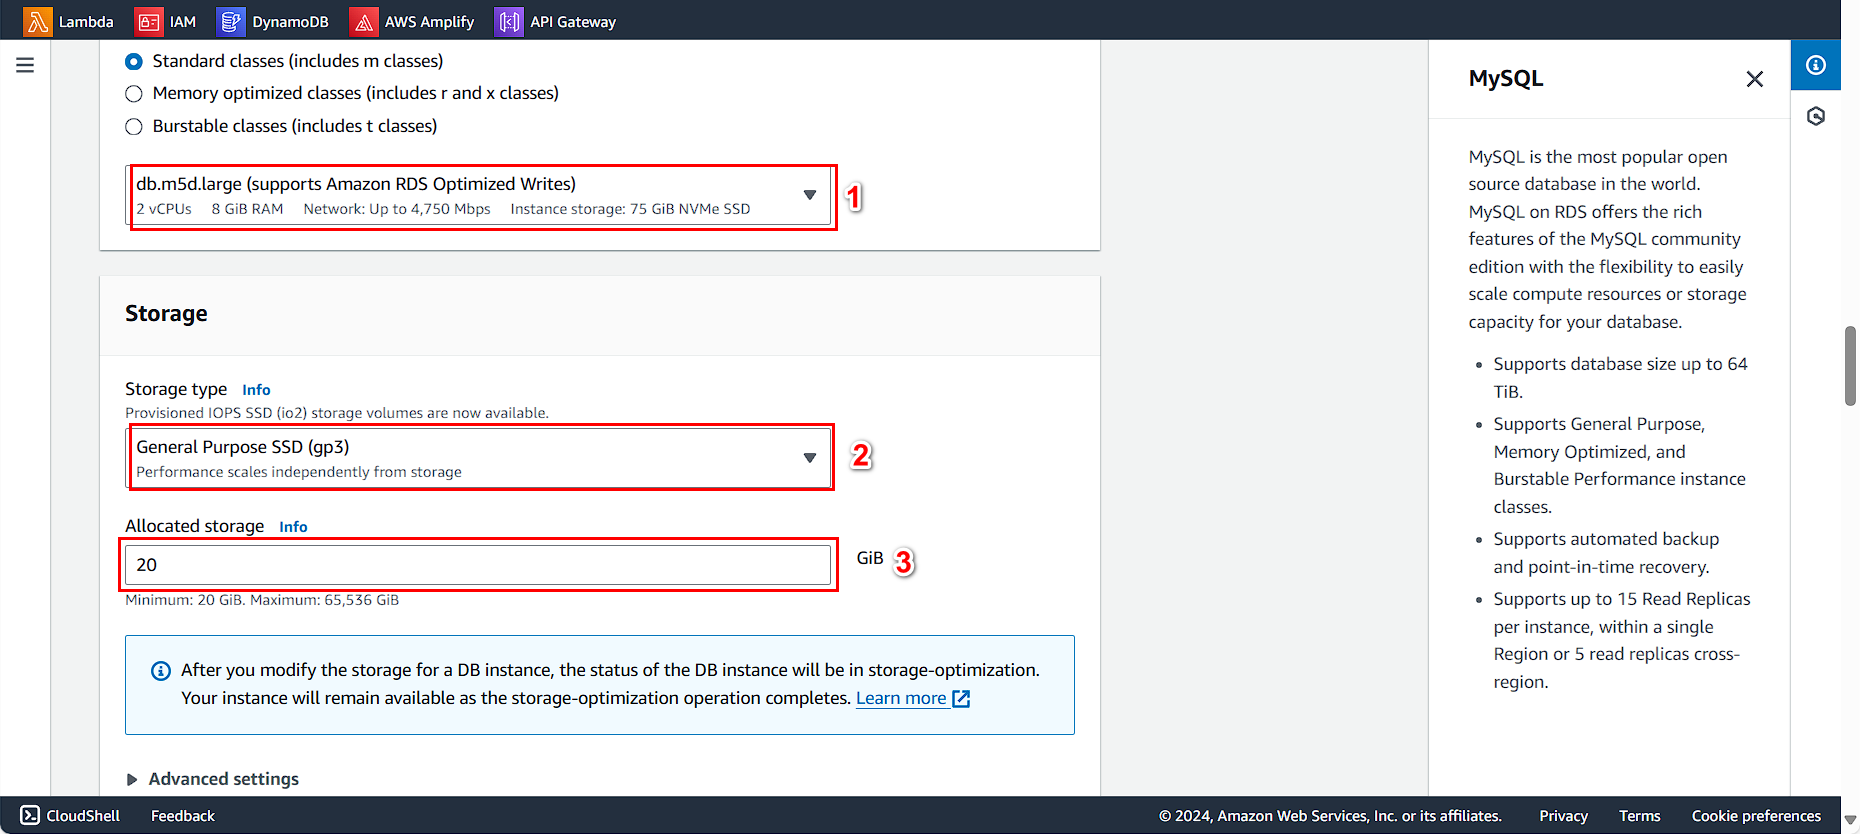 Lambda IAM DynamoDB AWS Amplify API Gateway
Standard classes (includes m classes)
Memory optimized classes (includes r and x classes)
Burstable classes (includes t classes)
db.m5d.large (supports Amazon RDS Optimized Writes)
2 vCPUs 8 GiB RAM Network: Up to 4,750 Mbps Instance storage: 75 GiB NVMe SSD
1
Storage
Storage type Info
Provisioned IOPS SSD (io2) storage volumes are now available.
General Purpose SSD (gp3)
Performance scales independently from storage
2
Allocated storage Info
20
GiB 3
Minimum: 20 GiB. Maximum: 65,536 GiB
After you modify the storage for a DB instance, the status of the DB instance will be in storage-optimization.
Your instance will remain available as the storage-optimization operation completes. Learn more
Advanced settings
MySQL
MySQL is the most popular open
source database in the world.
MySQL on RDS offers the rich
features of the MySQL community
edition with the flexibility to easily
scale compute resources or storage
capacity for your database.
• Supports database size up to 64
TiB.
• Supports General Purpose,
Memory Optimized, and
Burstable Performance instance
classes.
• Supports automated backup
and point-in-time recovery.
• Supports up to 15 Read Replicas
per instance, within a single
Region or 5 read replicas cross-
region.
CloudShell Feedback © 2024, Amazon Web Services, Inc. or its affiliates. Privacy Terms Cookie preferences